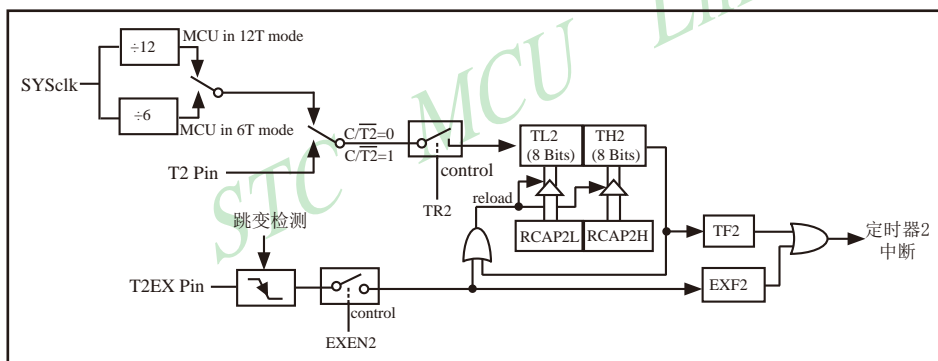 STC MCU Lim
÷12
MCU in 12T mode
SYSclk
÷6
MCU in 6T mode
C/T2=0
C/T2=1
T2 Pin
control
TR2
TL2
(8 Bits)
TH2
(8 Bits)
reload
RCAP2L
RCAP2H
TF2
定时器2
中断
跳变检测
T2EX Pin
control
EXEN2
EXF2